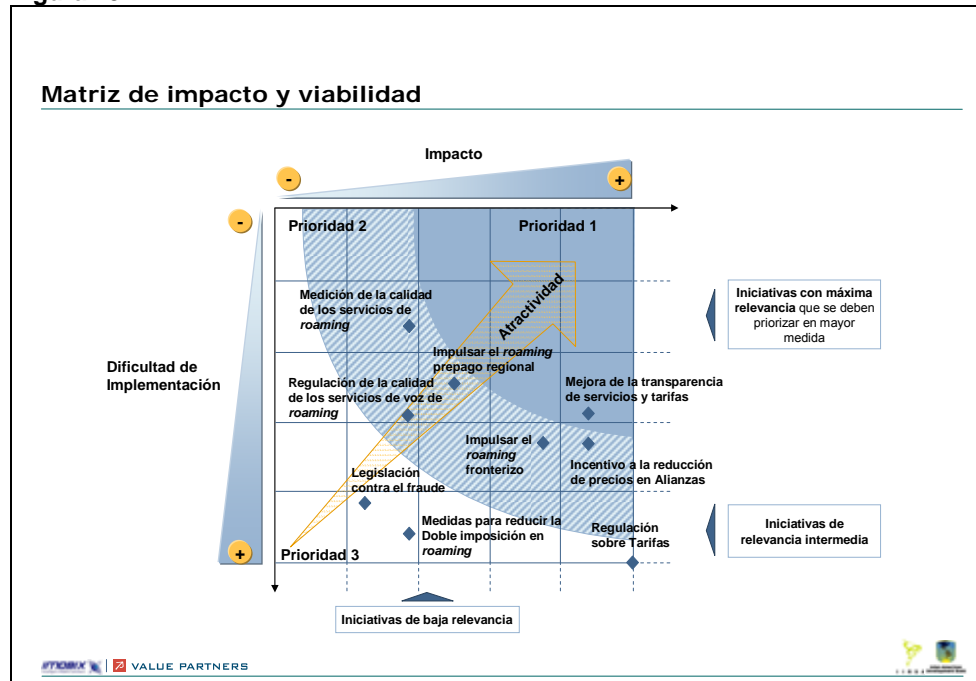 Matriz de impacto y viabilidad
Impacto
-
+
-
Prioridad 2
Prioridad 1
Atractividad
Medición de la calidad
de los servicios de
roaming
Impulsar el roaming
prepago regional
Iniciativas con máxima
relevancia que se deben
priorizar en mayor
medida
Dificultad de
Implementación
Regulación de la calidad
de los servicios de voz de
roaming
Mejora de la transparencia
de servicios y tarifas
Impulsar el
roaming
fronterizo
Incentivo a la reducción
de precios en Alianzas
Legislación
contra el fraude
Medidas para reducir la
Doble imposición en
roaming
Regulación
sobre Tarifas
Iniciativas de
relevancia intermedia
+
Prioridad 3
Iniciativas de baja relevancia
VALUE PARTNERS